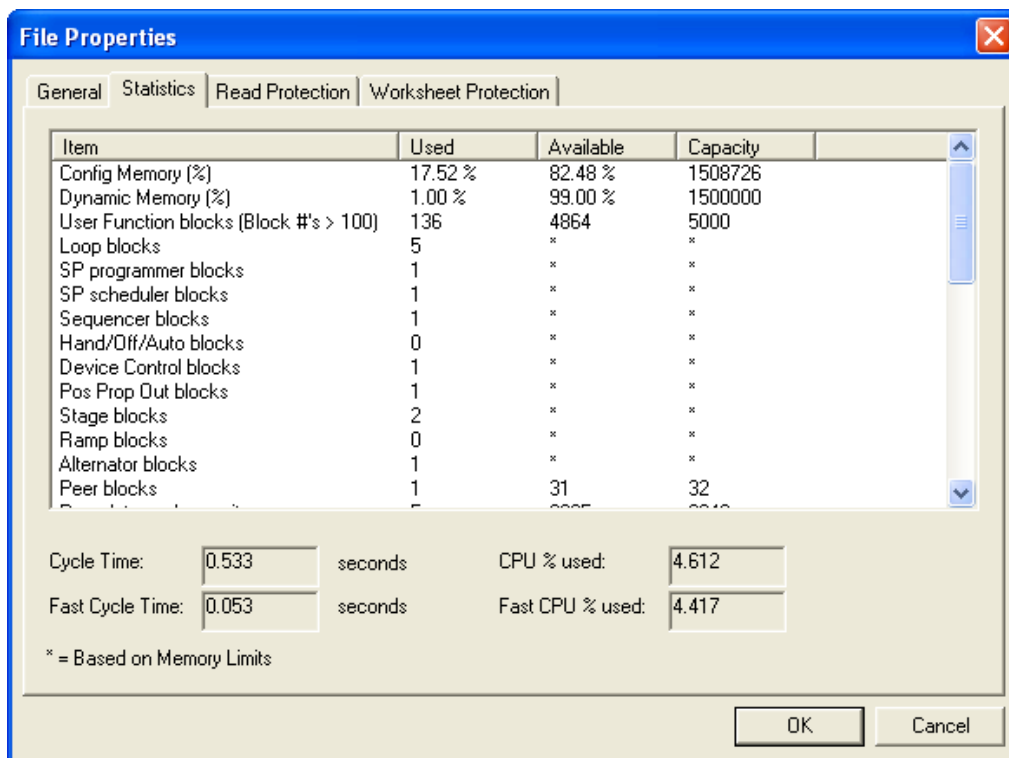 File Properties
General Statistics Read Protection Worksheet Protection
Item Used Available Capacity
Config Memory (%) 17.52 % 82.48 % 1508726
Dynamic Memory (%) 1.00 % 99.00 % 1500000
User Function blocks (Block #'s > 100) 136 4864 5000
Loop blocks 5 * *
SP programmer blocks 1 * *
SP scheduler blocks 1 * *
Sequencer blocks 1 * *
Hand/Off/Auto blocks 0 * *
Device Control blocks 1 * *
Pos Prop Out blocks 1 * *
Stage blocks 2 * *
Ramp blocks 0 * *
Alternator blocks 1 * *
Peer blocks 1 31 32
Cycle Time: 0.533 seconds CPU % used: 4.612
Fast Cycle Time: 0.053 seconds Fast CPU % used: 4.417
* = Based on Memory Limits
OK Cancel